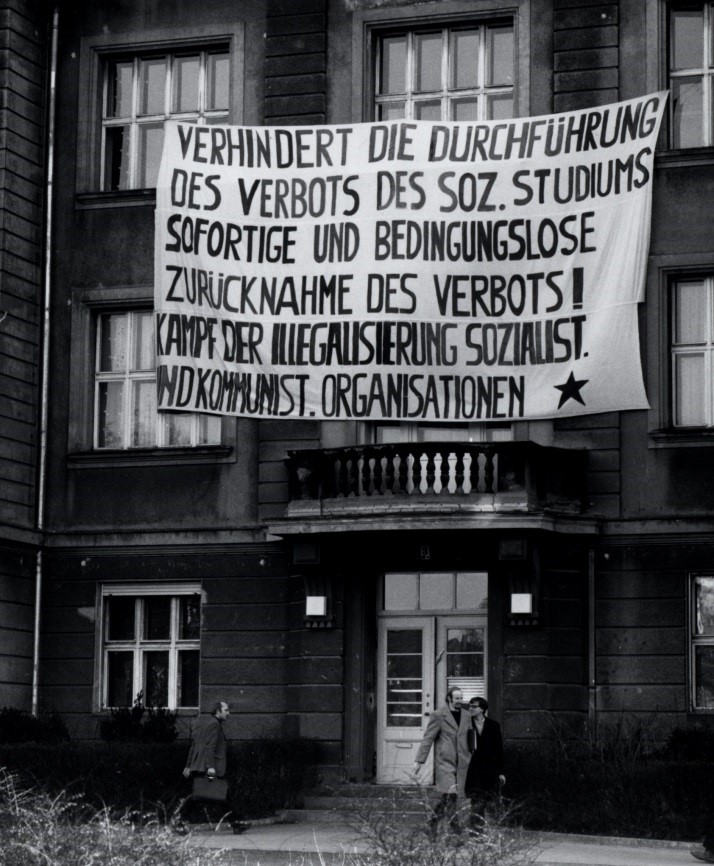 VERHINDERT DIE DURCHFÜHRUNG
DES VERBOTS DES SOZ. STUDIUMS
SOFORTIGE UND BEDINGUNGSLOSE
ZURÜCKNAHME DES VERBOTS!
KAMPF DER ILLEGALISIERUNG SOZIALIST.
UND KOMMUNIST. ORGANISATIONEN